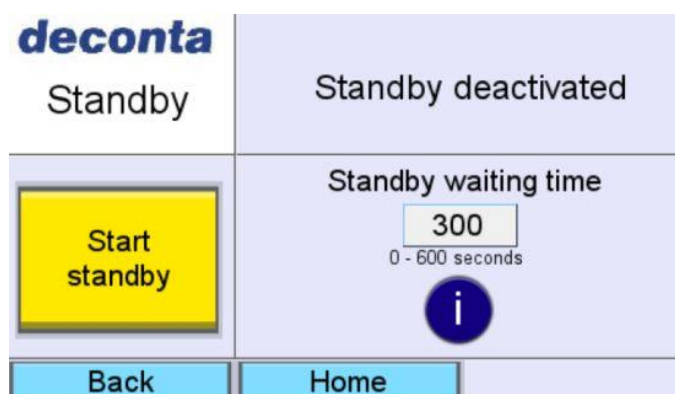 deconta
Standby
Standby deactivated
Start
standby
Standby waiting time
300
0 - 600 seconds
i
Back
Home